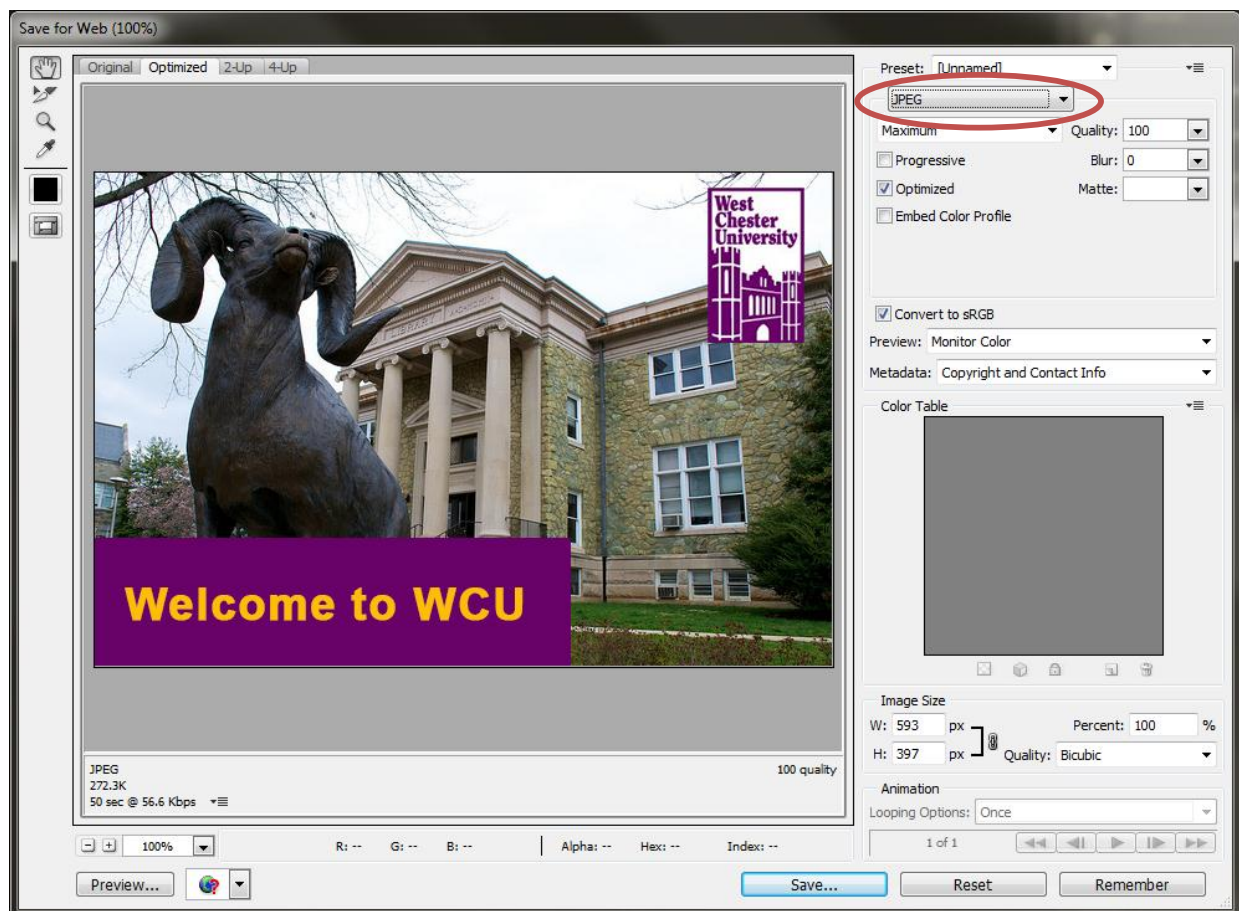 Save for Web (100%)
Original Optimized 2-Up 4-Up
Preset: [Unnamed]
JPEG
Maximum Quality: 100
Progressive Blur: 0
Optimized Matte:
Embed Color Profile
Convert to sRGB
Preview: Monitor Color
Metadata: Copyright and Contact Info
Color Table
West
Chester
University
LIBRARY
Welcome to WCU
Image Size
W: 593 px Percent: 100 %
H: 397 px Quality: Bicubic
JPEG 100 quality
272.3K
50 sec @ 56.6 Kbps
Animation
Looping Options: Once
1 of 1
100% R: -- G: -- B: -- Alpha: -- Hex: -- Index: --
Preview... Save... Reset Remember